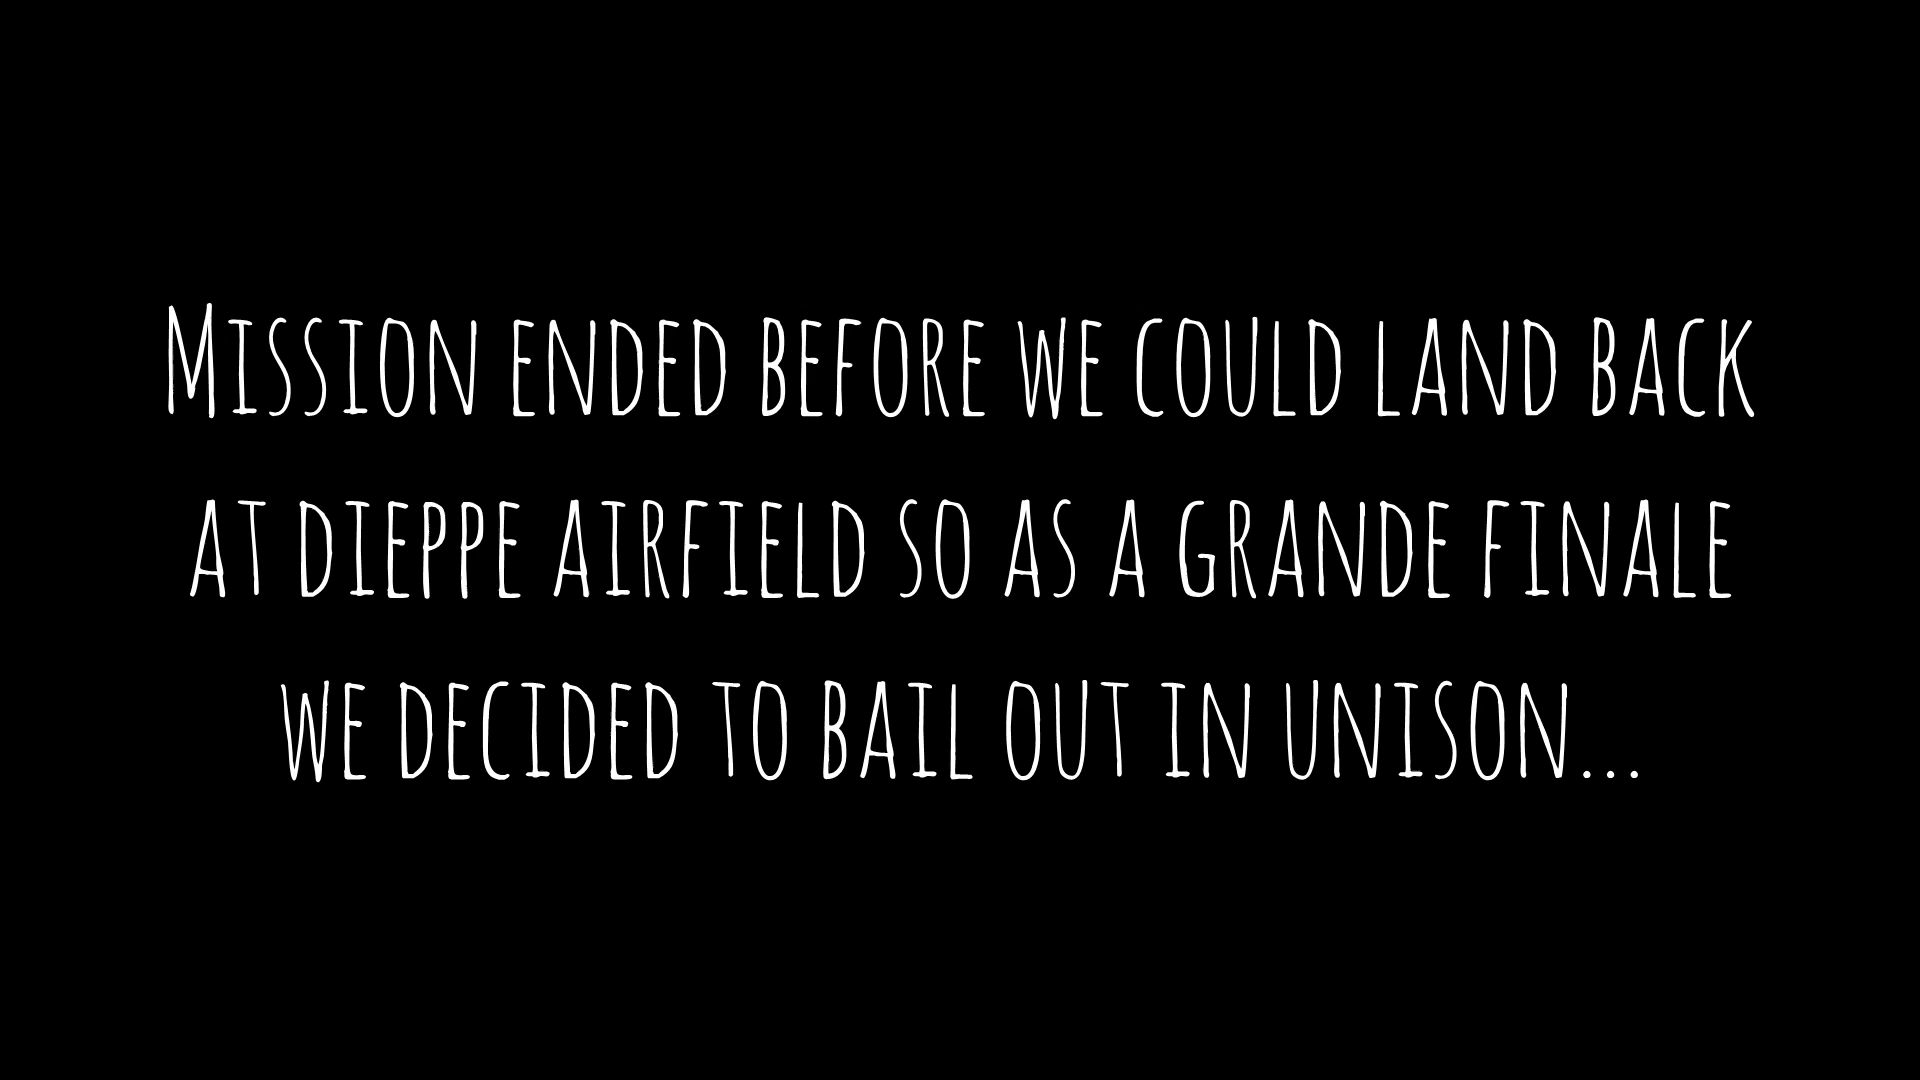 Mission ended before we could land back
at dieppe airfield so as a grande finale
we decided to bail out in unison...